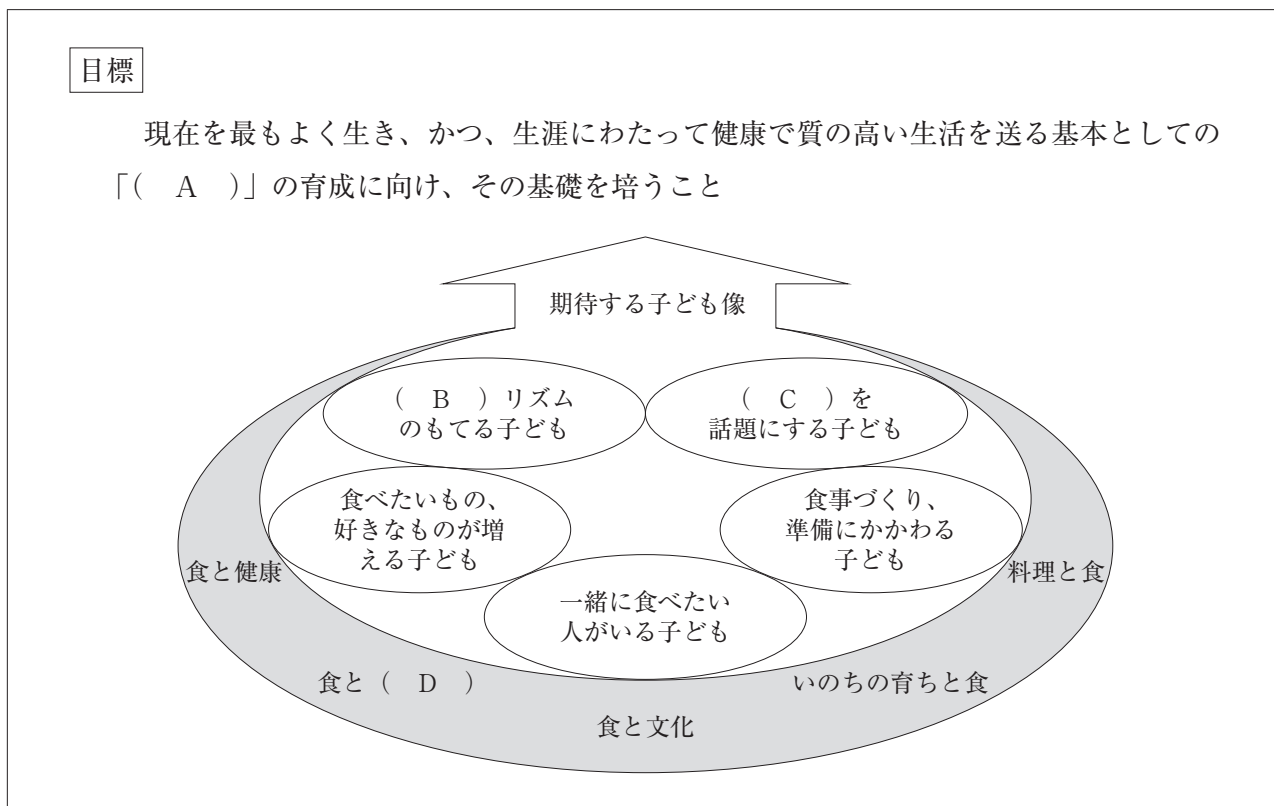 目標
現在を最もよく生き、かつ、生涯にわたって健康で質の高い生活を送る基本としての
「（　A　）」の育成に向け、その基礎を培うこと
期待する子ども像
（　B　）リズム
のもてる子ども
（　C　）を
話題にする子ども
食べたいもの、
好きなものが増
える子ども
食事づくり、
準備にかかわる
子ども
一緒に食べたい
人がいる子ども
食と健康
料理と食
食と（　D　）
いのちの育ちと食
食と文化